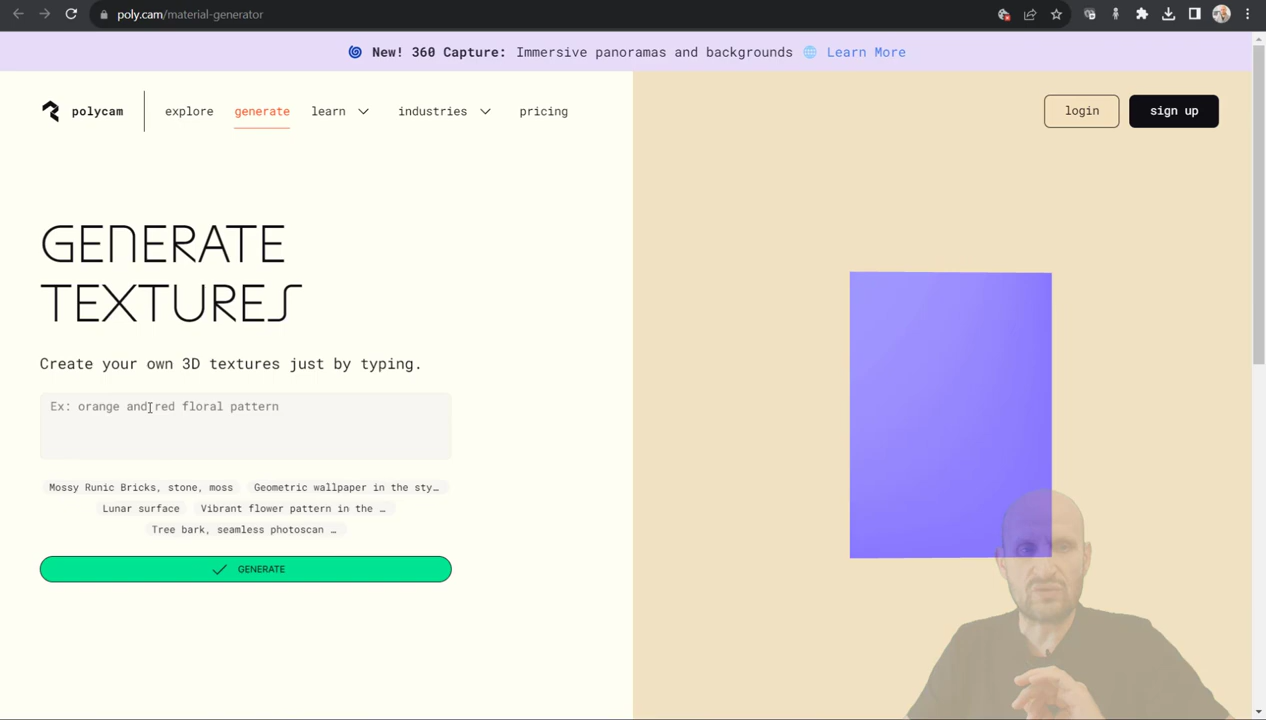 poly.cam/material-generator
New! 360 Capture: Immersive panoramas and backgrounds Learn More
polycam explore generate learn industries pricing login sign up
GENERATE
TEXTURES
Create your own 3D textures just by typing.
Ex: orange and red floral pattern
Mossy Runic Bricks, stone, moss Geometric wallpaper in the sty…
Lunar surface Vibrant flower pattern in the …
Tree bark, seamless photoscan …
GENERATE